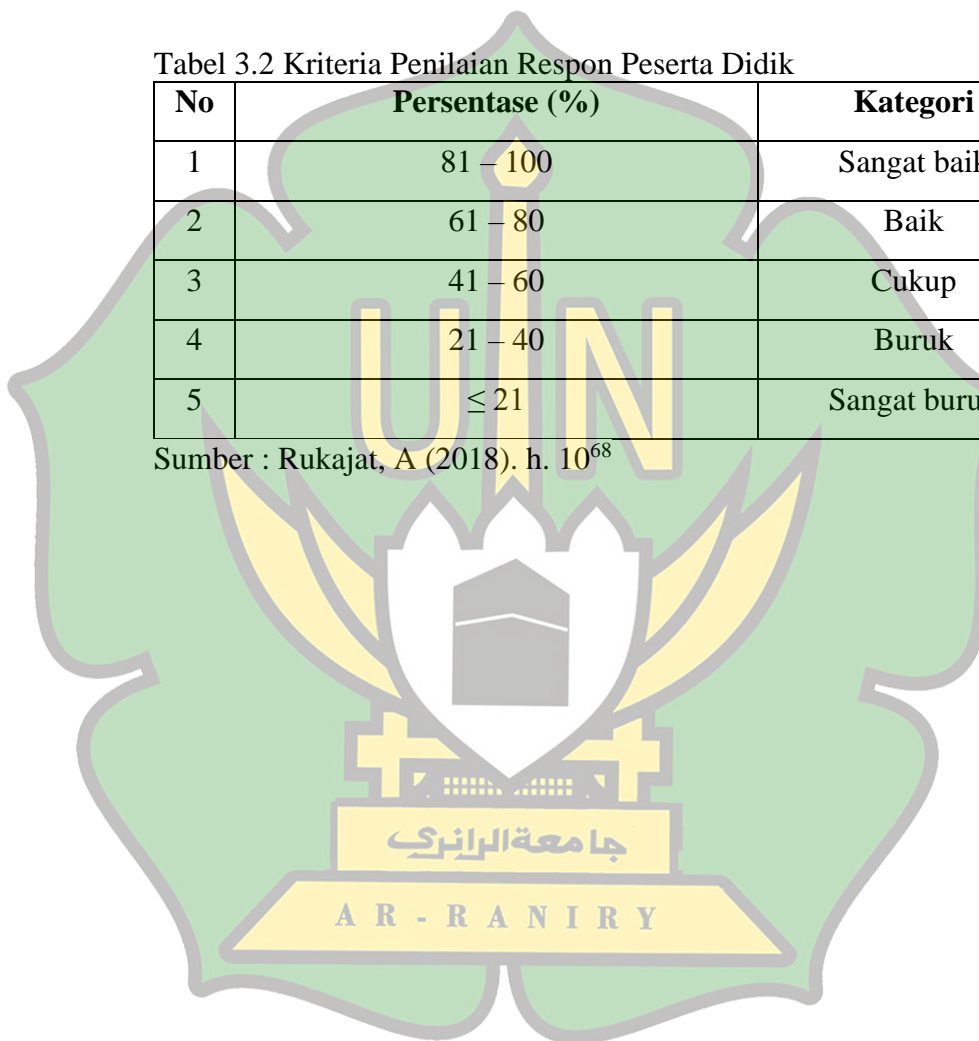 Tabel 3.2 Kriteria Penilaian Respon Peserta Didik
No Persentase (%) Kategori
1 81 – 100 Sangat baik
2 61 – 80 Baik
3 41 – 60 Cukup
4 21 – 40 Buruk
5 ≤ 21 Sangat buru
Sumber : Rukajat, A (2018). h. 10⁶⁸
UIN
جامعة الرانري
AR-RANIRY